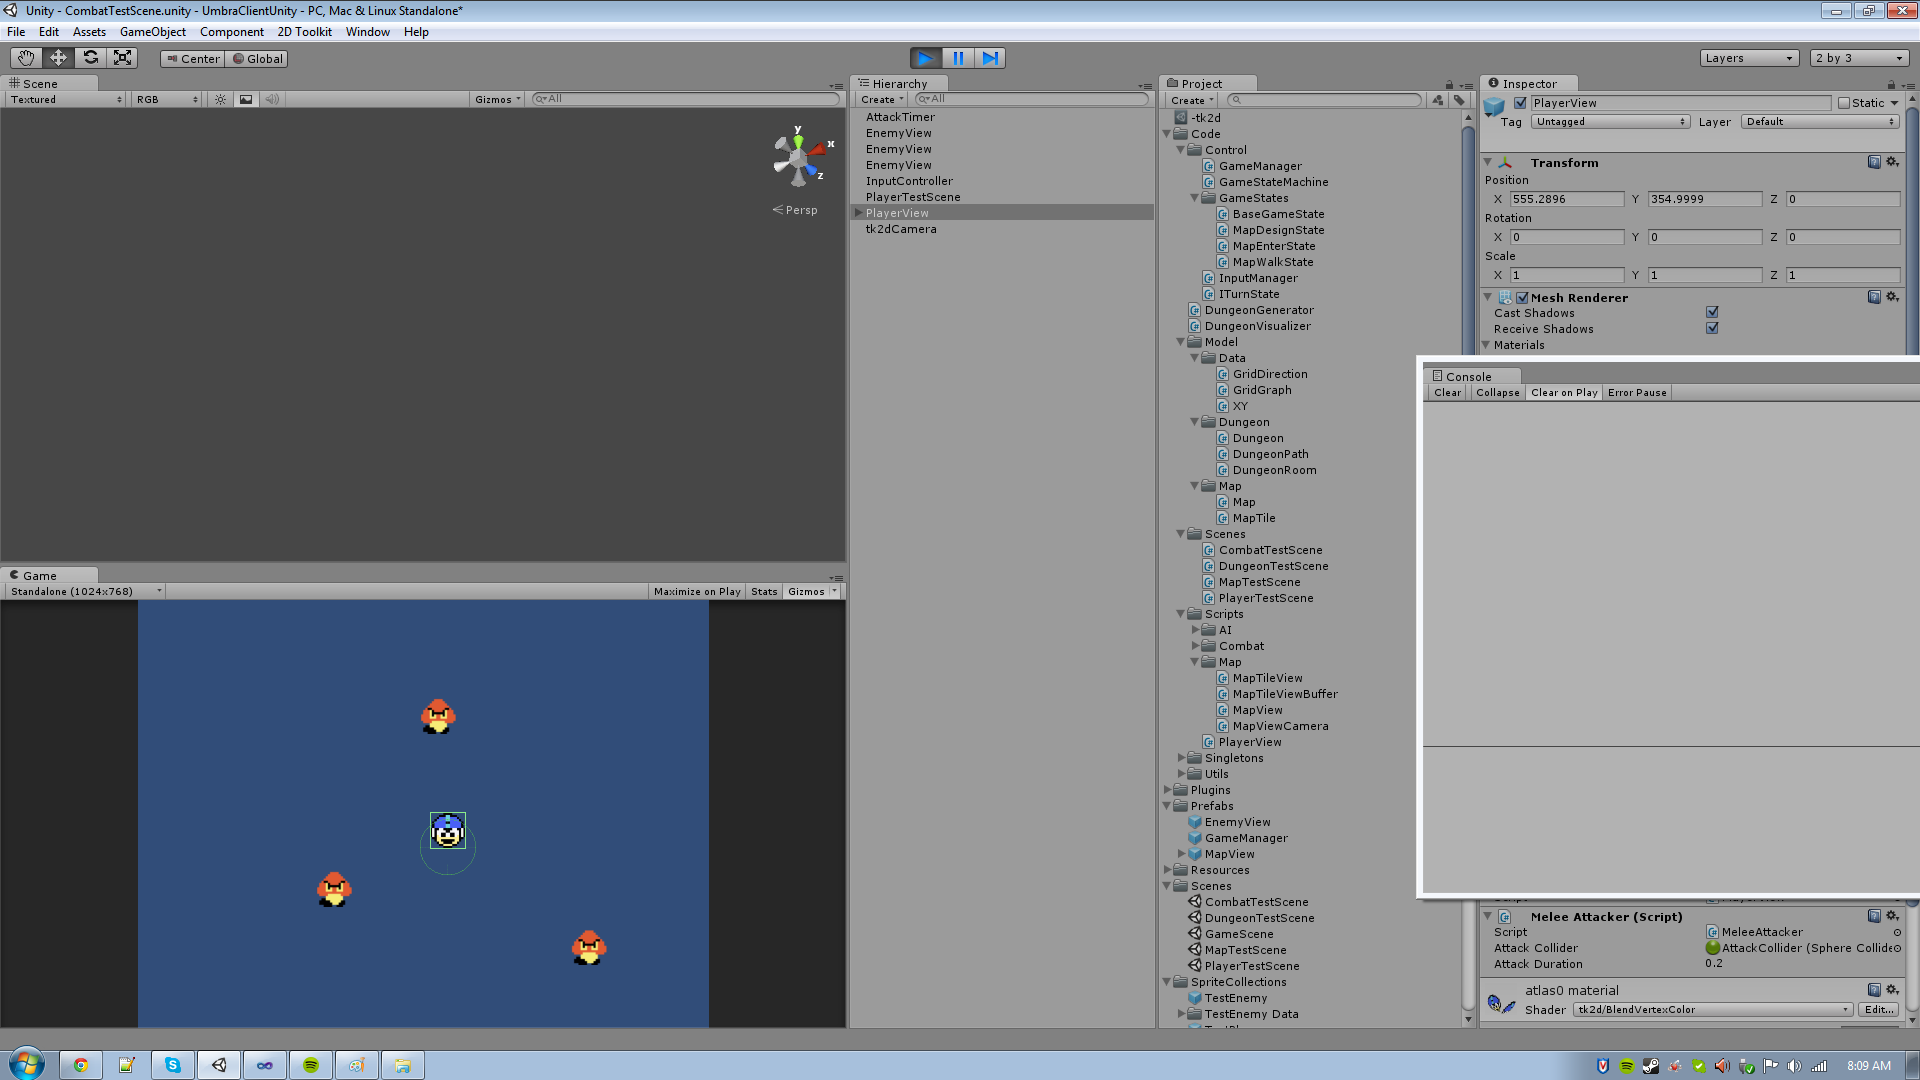 Unity - CombatTestScene.unity - UmbraClientUnity - PC, Mac & Linux Standalone*
File Edit Assets GameObject Component 2D Toolkit Window Help
Center Global Layers 2 by 3
Scene
Textured RGB Gizmos All
y
x
z
Persp
Game
Standalone (1024x768) Maximize on Play Stats Gizmos
Hierarchy
Create All
AttackTimer
EnemyView
EnemyView
EnemyView
InputController
PlayerTestScene
PlayerView
tk2dCamera
Project
Create
-tk2d
Code
Control
GameManager
GameStateMachine
GameStates
BaseGameState
MapDesignState
MapEnterState
MapWalkState
InputManager
ITurnState
DungeonGenerator
DungeonVisualizer
Model
Data
GridDirection
GridGraph
XY
Dungeon
Dungeon
DungeonPath
DungeonRoom
Map
Map
MapTile
Scenes
CombatTestScene
DungeonTestScene
MapTestScene
PlayerTestScene
Scripts
AI
Combat
Map
MapTileView
MapTileViewBuffer
MapView
MapViewCamera
PlayerView
Singletons
Utils
Plugins
Prefabs
EnemyView
GameManager
MapView
Resources
Scenes
CombatTestScene
DungeonTestScene
GameScene
MapTestScene
PlayerTestScene
SpriteCollections
TestEnemy
TestEnemy Data
Inspector
PlayerView Static
Tag Untagged Layer Default
Transform
Position
X 555.2896 Y 354.9999 Z 0
Rotation
X 0 Y 0 Z 0
Scale
X 1 Y 1 Z 1
Mesh Renderer
Cast Shadows
Receive Shadows
Materials
Console
Clear Collapse Clear on Play Error Pause
Melee Attacker (Script)
Script MeleeAttacker
Attack Collider AttackCollider (Sphere Collide
Attack Duration 0.2
atlas0 material
Shader tk2d/BlendVertexColor Edit...
8:09 AM